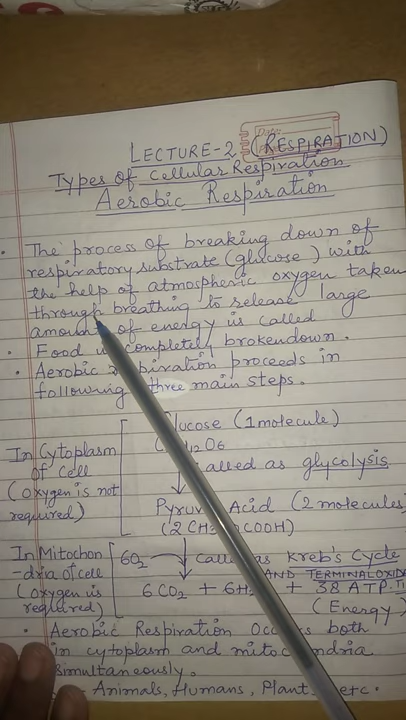 Date:
LECTURE-2 (RESPIRATION)
Types of Cellular Respiration
Aerobic Respiration
• The process of breaking down of
respiratory substrate (glucose) with
the help of atmospheric oxygen taken
through breathing to release large
amount of energy is called
• Food is completely brokendown.
• Aerobic respiration proceeds in
following three main steps.
Glucose (1 molecule)
In Cytoplasm
of cell
(oxygen is not
required)
called as glycolysis
Pyruvic Acid (2 molecules)
In Mitochon
-dria of cell
(oxygen is
required)
6O2
called as Kreb's Cycle
AND TERMINAL
6CO2 + + 38 ATP
(Energy)
• Aerobic Respiration Occurs both
in cytoplasm and mitochondria
simultaneously.
Animals, Humans, Plants etc.